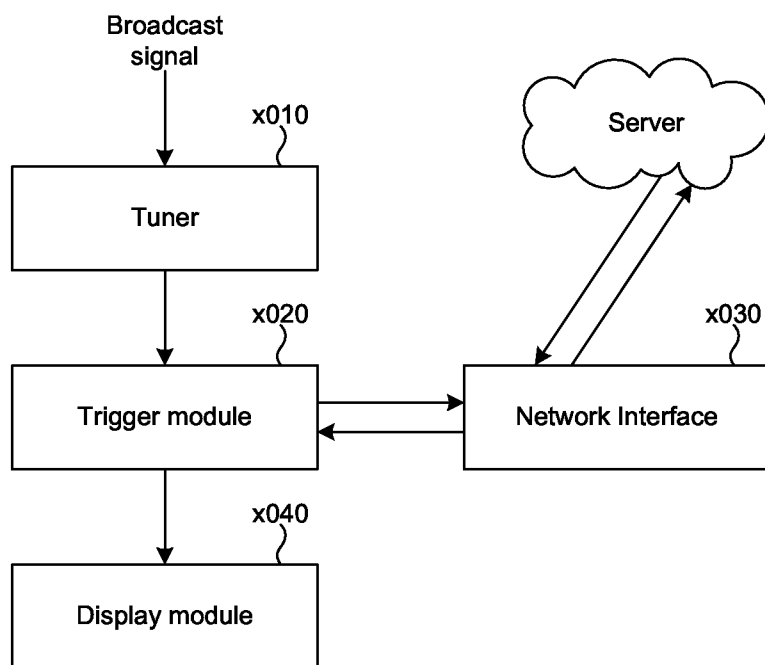 Broadcast
signal
x010
Server
Tuner
x020
x030
Trigger module
Network Interface
x040
Display module